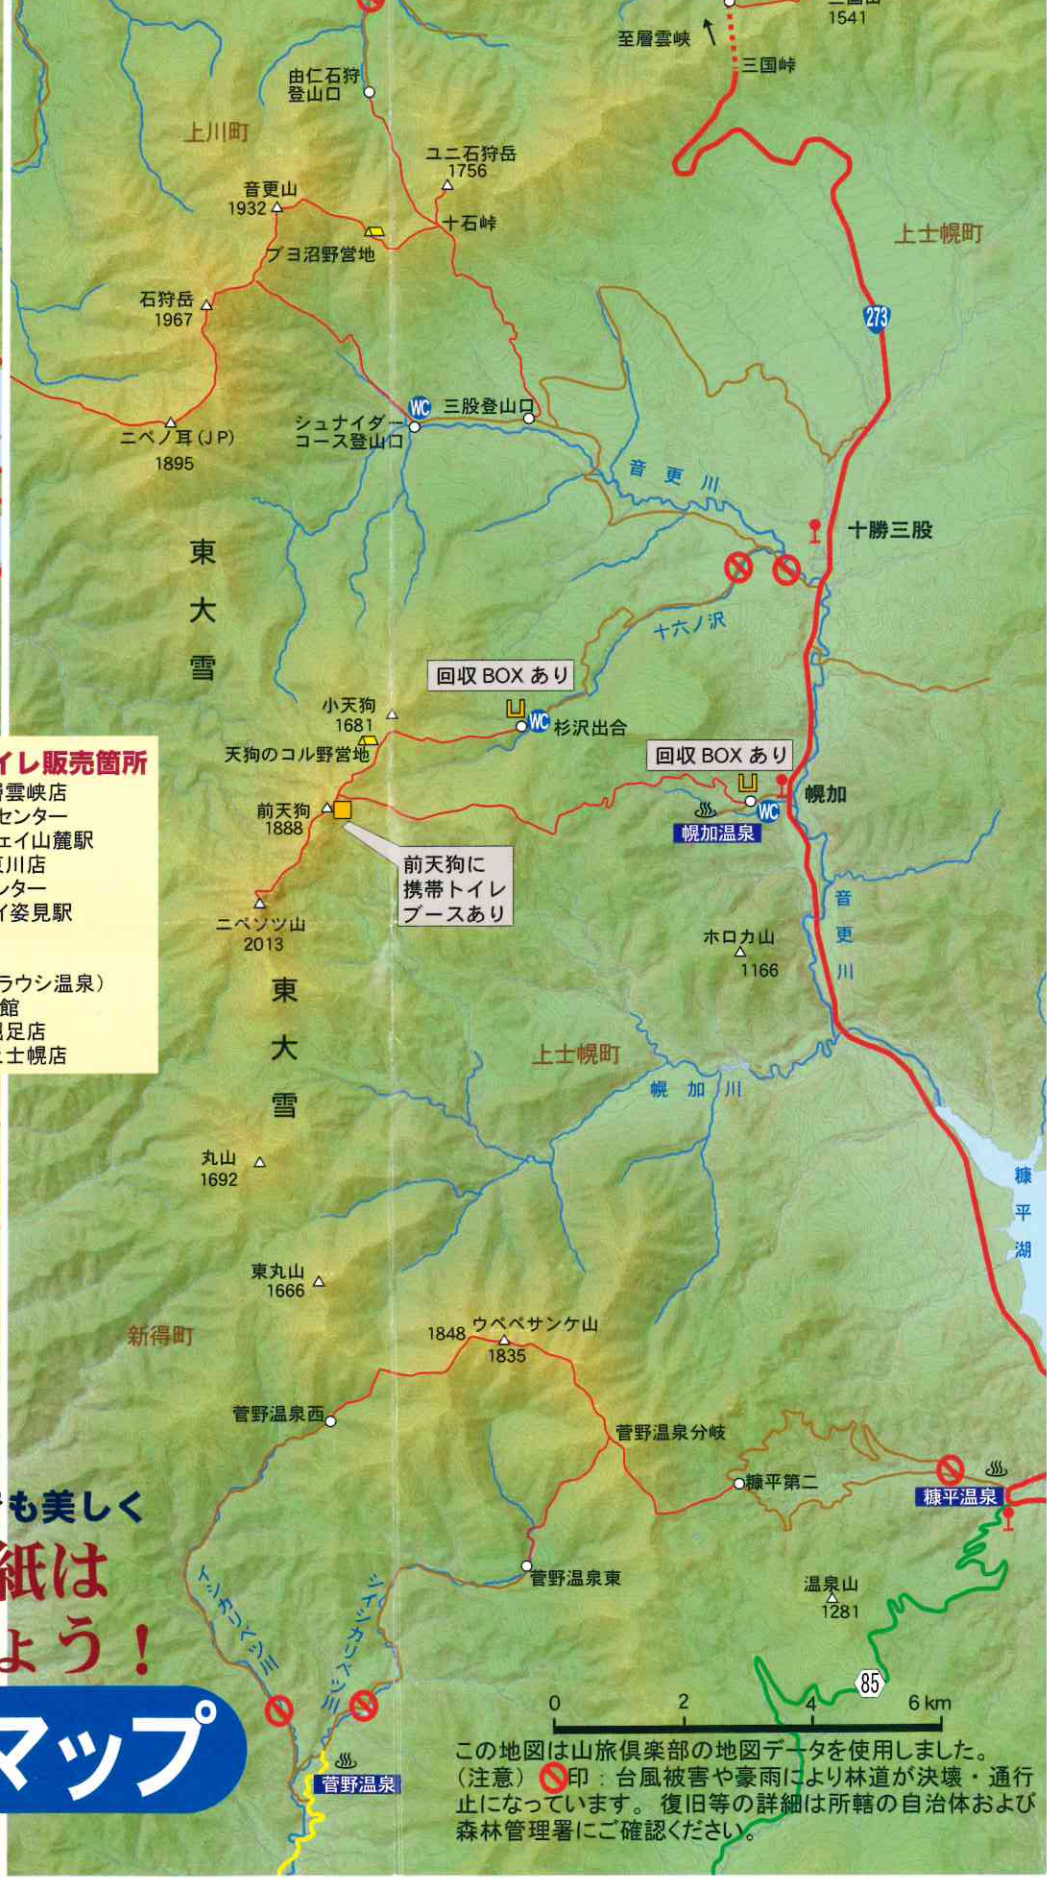 三国山
1541
至層雲峡
三国峠
由仁石狩
登山口
上川町
ユニ石狩岳
1756
音更山
1932
十石峠
ブヨ沼野営地
上士幌町
石狩岳
1967
273
WC
三股登山口
シュナイダー
コース登山口
ニペノ耳(JP)
1895
音更川
十勝三股
東大雪
十六ノ沢
回収 BOX あり
小天狗
1681
WC
杉沢出合
天狗のコル野営地
回収 BOX あり
イレ販売箇所
層雲峡店
センター
ェイ山麓駅
東川店
ンター
イ姿見駅
ラウシ温泉）
館
旭足店
上士幌店
幌加
前天狗
1888
WC
幌加温泉
前天狗に
携帯トイレ
ブースあり
ニペソツ山
2013
音更川
ホロカ山
1166
東大雪
上士幌町
幌加川
丸山
1692
糠平湖
東丸山
1666
新得町
1848
ウペペサンケ山
1835
菅野温泉西
菅野温泉分岐
糠平第二
糠平温泉
も美しく
紙は
ょう！
マップ
菅野温泉東
温泉山
1281
イシカリベツ川
シイシカリベツ川
85
0 2 4 6 km
菅野温泉
この地図は山旅倶楽部の地図データを使用しました。
（注意） 印：台風被害や豪雨により林道が決壊・通行
止になっています。 復旧等の詳細は所轄の自治体および
森林管理署にご確認ください。